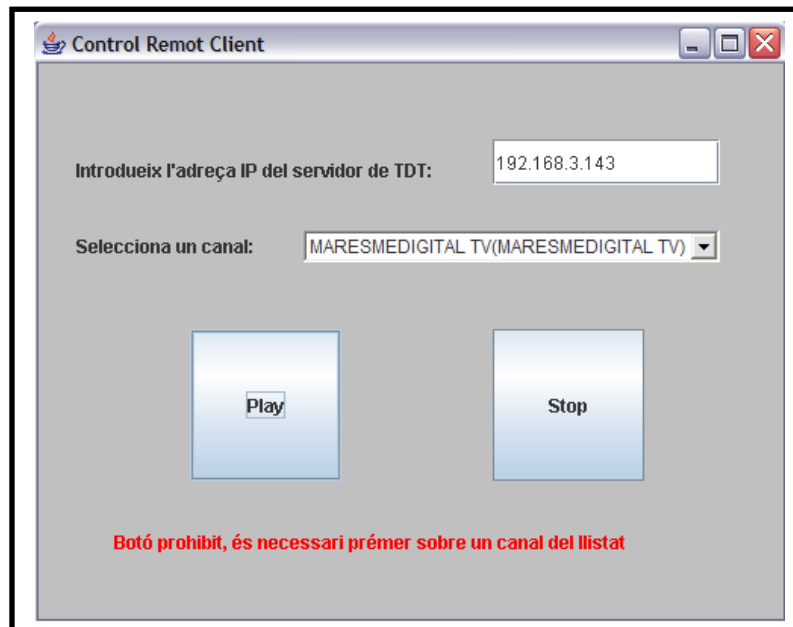 Control Remot Client
Introdueix l'adreça IP del servidor de TDT:
192.168.3.143
Selecciona un canal:
MARESMEDIGITAL TV(MARESMEDIGITAL TV)
Play
Stop
Botó prohibit, és necessari prémer sobre un canal del llistat